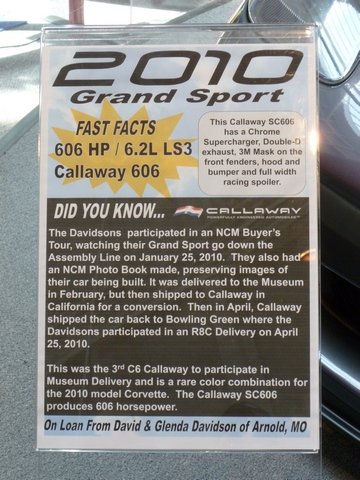 2010
Grand Sport
FAST FACTS
606 HP / 6.2L LS3
Callaway 606
This Callaway SC606
has a Chrome
Supercharger, Double-D
exhaust, 3M Mask on the
front fenders, hood and
bumper and full width
racing spoiler.
DID YOU KNOW...
CALLAWAY
POWERFULLY ENGINEERED AUTOMOBILES
The Davidsons participated in an NCM Buyer's
Tour, watching their Grand Sport go down the
Assembly Line on January 25, 2010. They also had
an NCM Photo Book made, preserving images of
their car being built. It was delivered to the Museum
in February, but then shipped to Callaway in
California for a conversion. Then in April, Callaway
shipped the car back to Bowling Green where the
Davidsons participated in an R8C Delivery on April
25, 2010.
This was the 3rd C6 Callaway to participate in
Museum Delivery and is a rare color combination for
the 2010 model Corvette. The Callaway SC606
produces 606 horsepower.
On Loan From David & Glenda Davidson of Arnold, MO